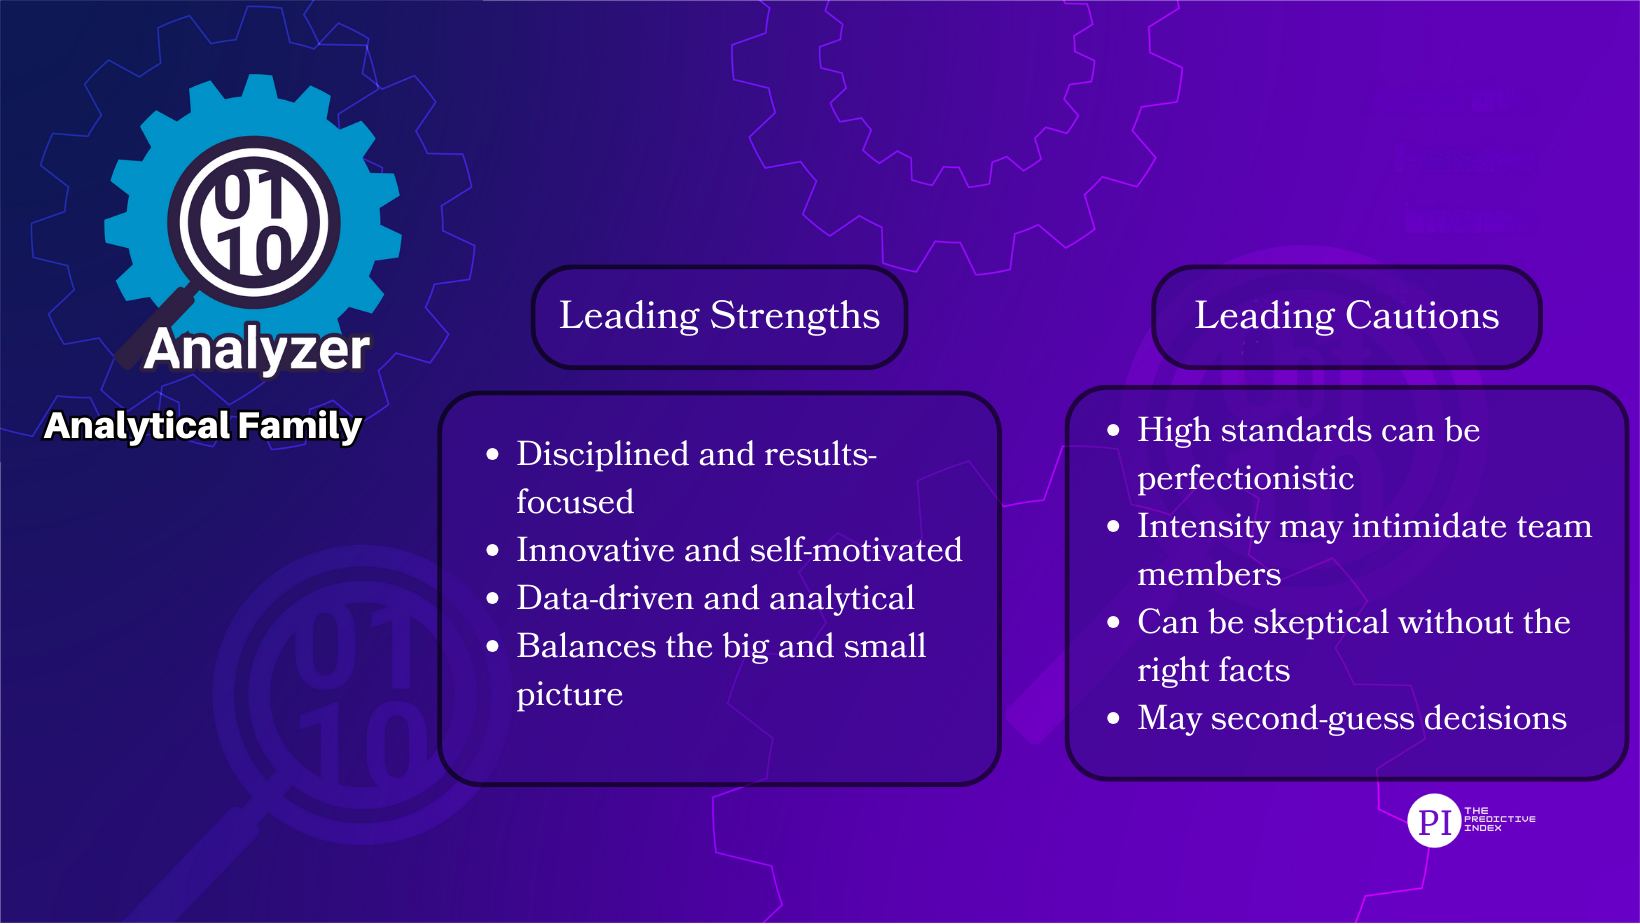 01
10
Analyzer
Analytical Family
Leading Strengths
• Disciplined and results-
focused
• Innovative and self-motivated
• Data-driven and analytical
• Balances the big and small
picture
Leading Cautions
• High standards can be
perfectionistic
• Intensity may intimidate team
members
• Can be skeptical without the
right facts
• May second-guess decisions
01
10
PI
THE
PREDICTIVE
INDEX